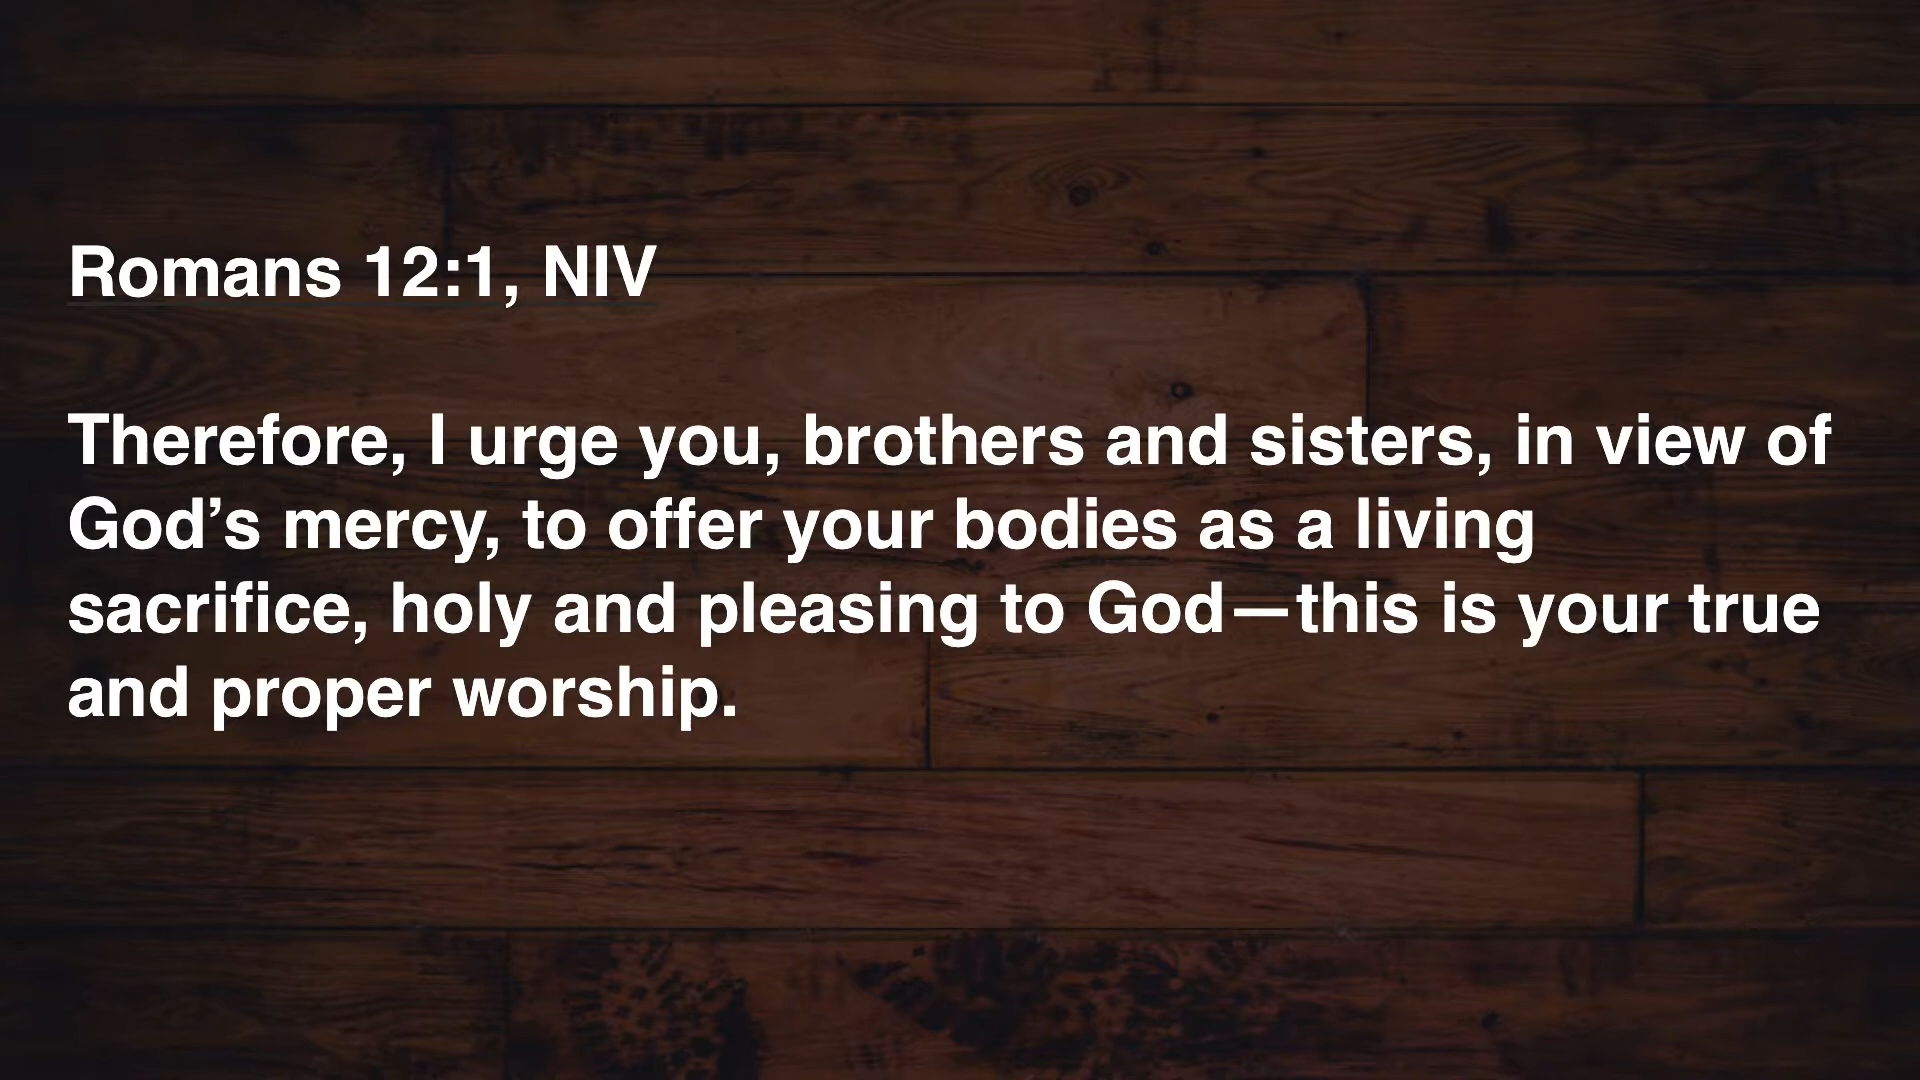 Romans 12:1, NIV
Therefore, I urge you, brothers and sisters, in view of
God’s mercy, to offer your bodies as a living
sacrifice, holy and pleasing to God—this is your true
and proper worship.